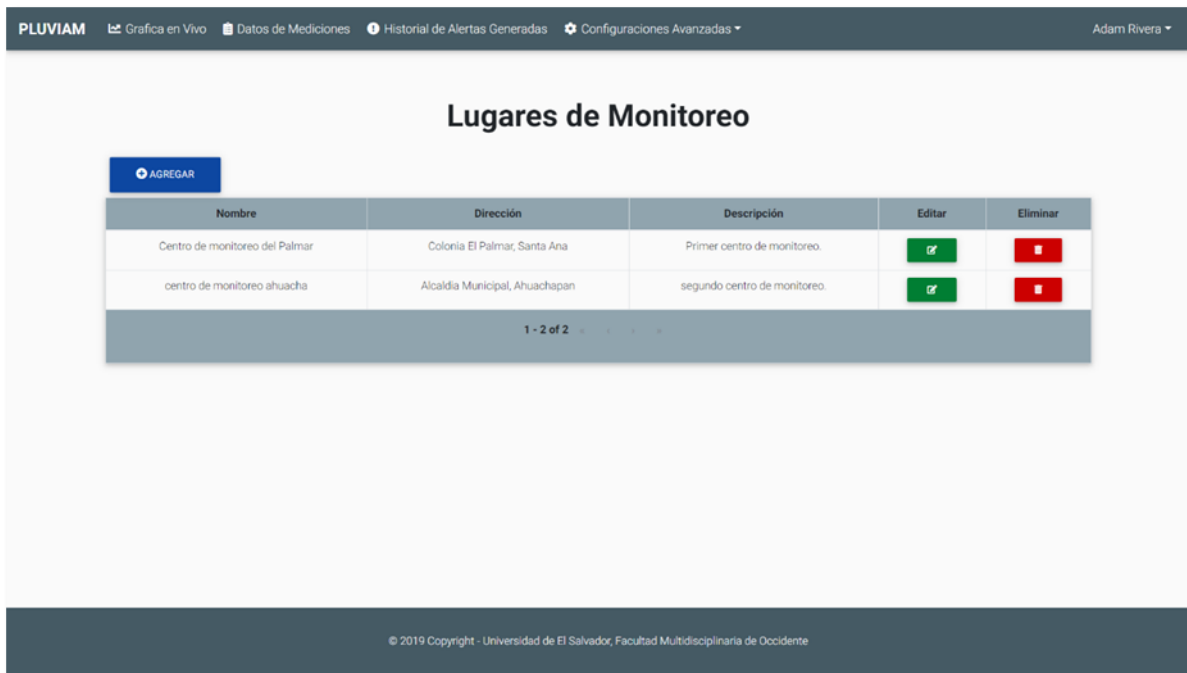 PLUVIAM Grafica en Vivo Datos de Mediciones Historial de Alertas Generadas Configuraciones Avanzadas Adam Rivera
Lugares de Monitoreo
AGREGAR
Nombre Dirección Descripción Editar Eliminar
Centro de monitoreo del Palmar Colonia El Palmar, Santa Ana Primer centro de monitoreo.
centro de monitoreo ahuacha Alcaldia Municipal, Ahuachapan segundo centro de monitoreo.
1 - 2 of 2
© 2019 Copyright - Universidad de El Salvador, Facultad Multidisciplinaria de Occidente